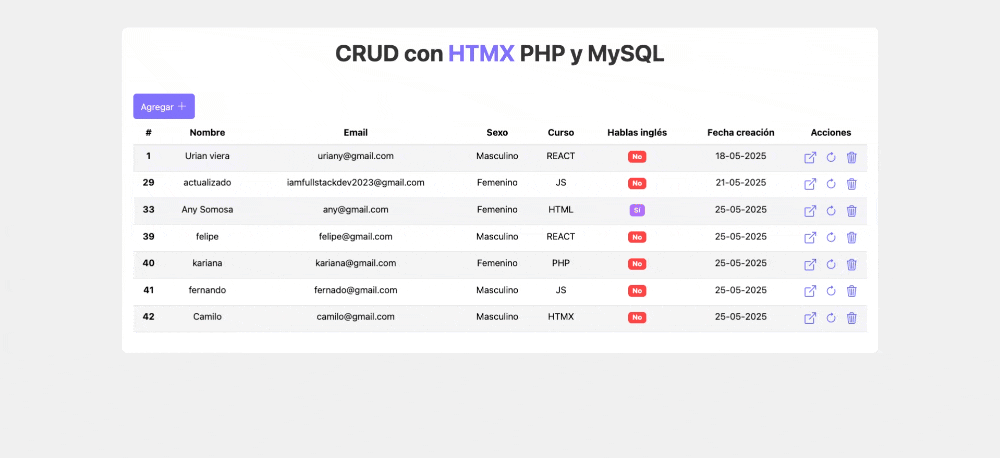 CRUD con HTMX PHP y MySQL
Agregar +
# Nombre Email Sexo Curso Hablas inglés Fecha creación Acciones
1 Urian viera uriany@gmail.com Masculino REACT No 18-05-2025
29 actualizado iamfullstackdev2023@gmail.com Femenino JS No 21-05-2025
33 Any Somosa any@gmail.com Femenino HTML Si 25-05-2025
39 felipe felipe@gmail.com Masculino REACT No 25-05-2025
40 kariana kariana@gmail.com Femenino PHP No 25-05-2025
41 fernando fernado@gmail.com Masculino JS No 25-05-2025
42 Camilo camilo@gmail.com Masculino HTMX No 25-05-2025